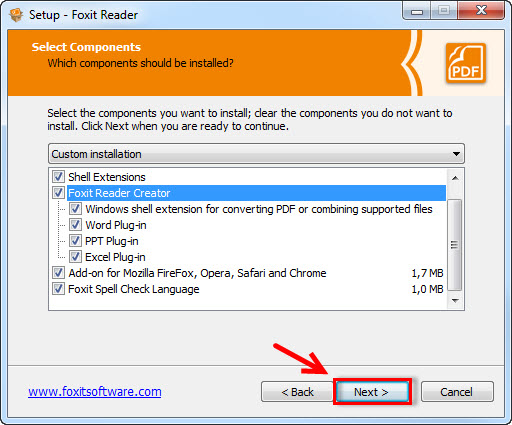 Setup - Foxit Reader
Select Components
Which components should be installed?
PDF
Select the components you want to install; clear the components you do not want to
install. Click Next when you are ready to continue.
Custom installation
Shell Extensions
Foxit Reader Creator
Windows shell extension for converting PDF or combining supported files
Word Plug-in
PPT Plug-in
Excel Plug-in
Add-on for Mozilla FireFox, Opera, Safari and Chrome 1,7 MB
Foxit Spell Check Language 1,0 MB
www.foxitsoftware.com
< Back
Next >
Cancel